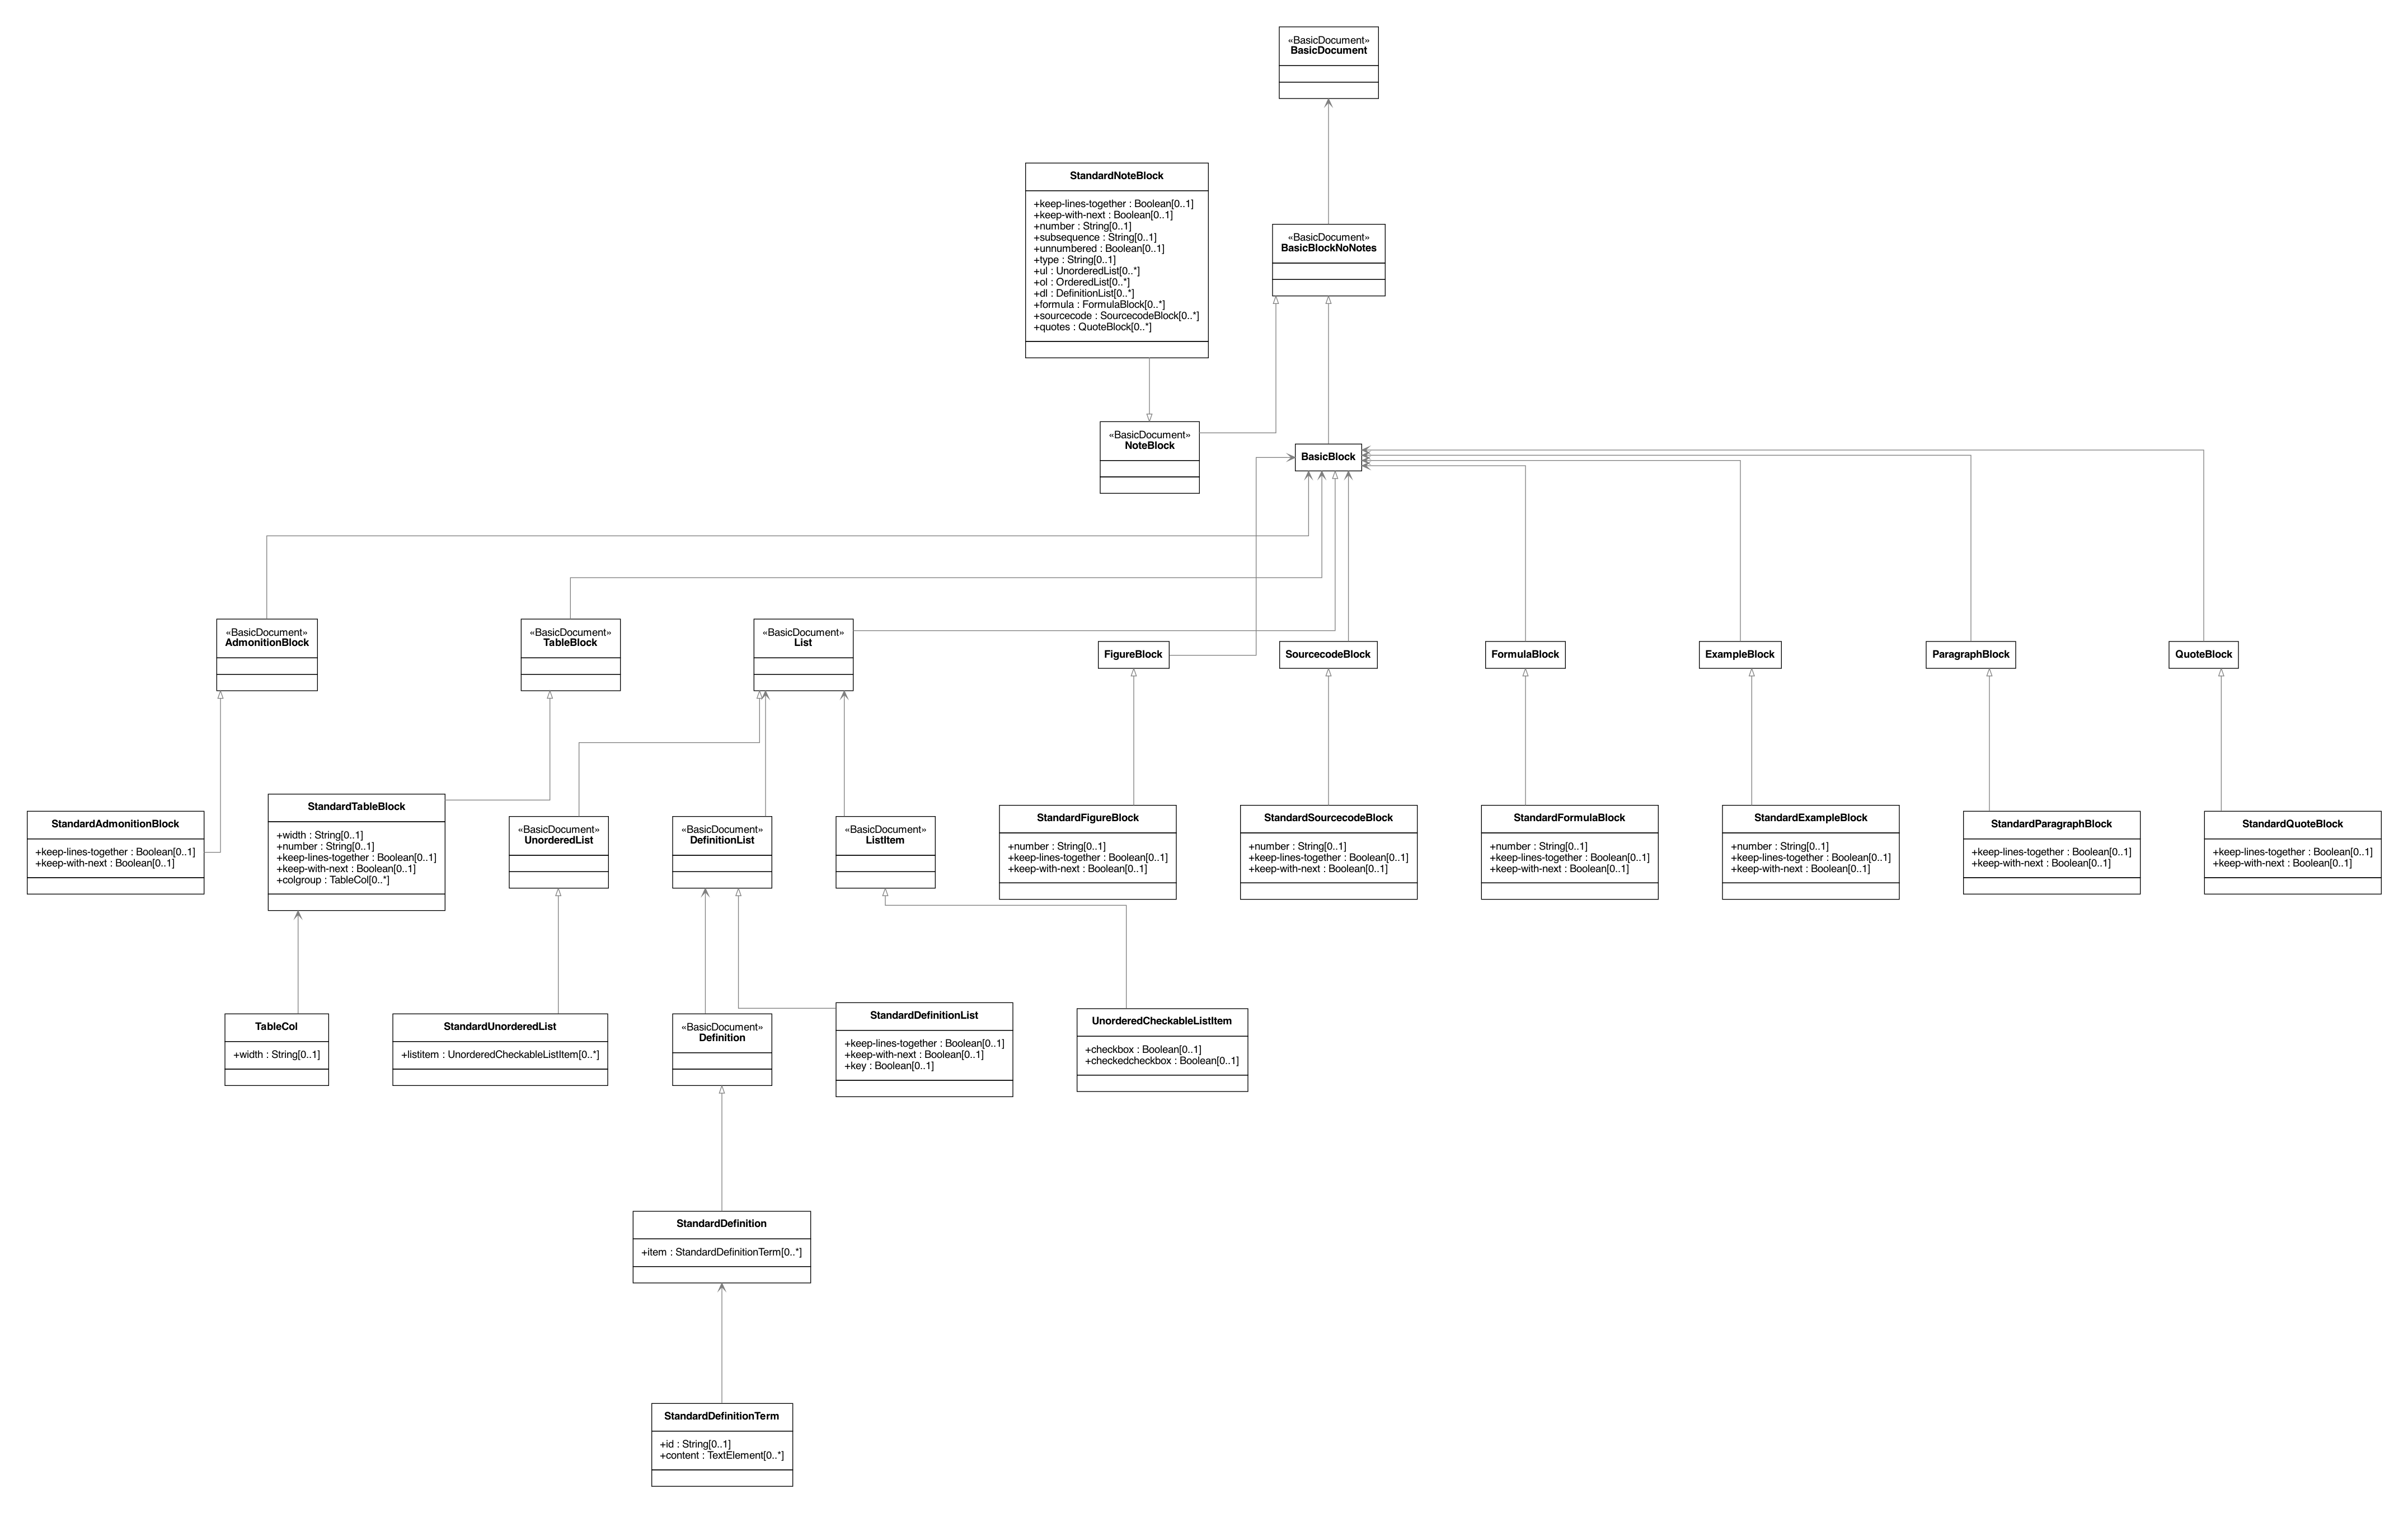 «BasicDocument»
BasicDocument
StandardNoteBlock
+keep-lines-together : Boolean[0..1]
+keep-with-next : Boolean[0..1]
+number : String[0..1]
+subsequence : String[0..1]
+unnumbered : Boolean[0..1]
+type : String[0..1]
+ul : UnorderedList[0..*]
+ol : OrderedList[0..*]
+dl : DefinitionList[0..*]
+formula : FormulaBlock[0..*]
+sourcecode : SourcecodeBlock[0..*]
+quotes : QuoteBlock[0..*]
«BasicDocument»
BasicBlockNoNotes
«BasicDocument»
NoteBlock
BasicBlock
«BasicDocument»
AdmonitionBlock
«BasicDocument»
TableBlock
«BasicDocument»
List
FigureBlock
SourcecodeBlock
FormulaBlock
ExampleBlock
ParagraphBlock
QuoteBlock
StandardAdmonitionBlock
+keep-lines-together : Boolean[0..1]
+keep-with-next : Boolean[0..1]
StandardTableBlock
+width : String[0..1]
+number : String[0..1]
+keep-lines-together : Boolean[0..1]
+keep-with-next : Boolean[0..1]
+colgroup : TableCol[0..*]
«BasicDocument»
UnorderedList
«BasicDocument»
DefinitionList
«BasicDocument»
ListItem
StandardFigureBlock
+number : String[0..1]
+keep-lines-together : Boolean[0..1]
+keep-with-next : Boolean[0..1]
StandardSourcecodeBlock
+number : String[0..1]
+keep-lines-together : Boolean[0..1]
+keep-with-next : Boolean[0..1]
StandardFormulaBlock
+number : String[0..1]
+keep-lines-together : Boolean[0..1]
+keep-with-next : Boolean[0..1]
StandardExampleBlock
+number : String[0..1]
+keep-lines-together : Boolean[0..1]
+keep-with-next : Boolean[0..1]
StandardParagraphBlock
+keep-lines-together : Boolean[0..1]
+keep-with-next : Boolean[0..1]
StandardQuoteBlock
+keep-lines-together : Boolean[0..1]
+keep-with-next : Boolean[0..1]
TableCol
+width : String[0..1]
StandardUnorderedList
+listitem : UnorderedCheckableListItem[0..*]
«BasicDocument»
Definition
StandardDefinitionList
+keep-lines-together : Boolean[0..1]
+keep-with-next : Boolean[0..1]
+key : Boolean[0..1]
UnorderedCheckableListItem
+checkbox : Boolean[0..1]
+checkedcheckbox : Boolean[0..1]
StandardDefinition
+item : StandardDefinitionTerm[0..*]
StandardDefinitionTerm
+id : String[0..1]
+content : TextElement[0..*]